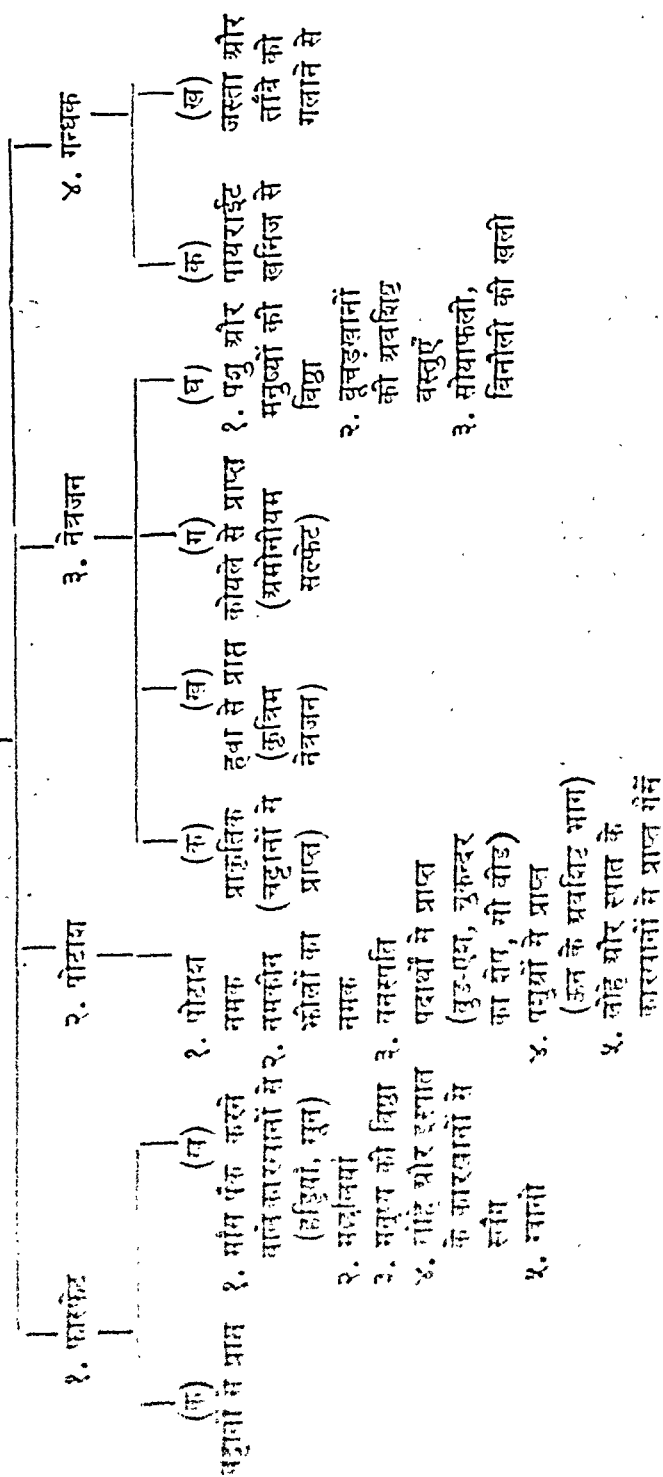 १. फास्फेट
(क)
चट्टानों से प्राप्त
(ख)
१. माँस पैक करने
वाले कारखानों से
(हड्डियाँ, खून)
२. मछलियां
३. मनुष्य की विष्ठा
४. लोहे और इस्पात
के कारखानों से
स्लैग
५. ग्वानो
२. पोटाश
१. पोटाश
नमक
२. नमकीन
झीलों का
नमक
३. वनस्पति
पदार्थों से प्राप्त
(वुड-एश, चुकन्दर
का शेष, सी वीड)
४. पशुओं से प्राप्त
(ऊन के अवशिष्ट भाग)
५. लोहे और स्पात के
कारखानों से प्राप्त गैसें
३. नेत्रजन
(क)
प्राकृतिक
(चट्टानों से
प्राप्त)
(ख)
हवा से प्राप्त
(कृत्रिम
नेत्रजन)
(ग)
कोयले से प्राप्त
(अमोनीयम
सल्फेट)
(घ)
१. पशु और
मनुष्यों की
विष्ठा
२. बूचड़खानों
की अवशिष्ट
वस्तुएँ
३. सोयाफली,
बिनोलों की खली
४. गन्धक
(क)
पायराईट
खनिज से
(ख)
जस्ता और
ताँबे को
गलाने से